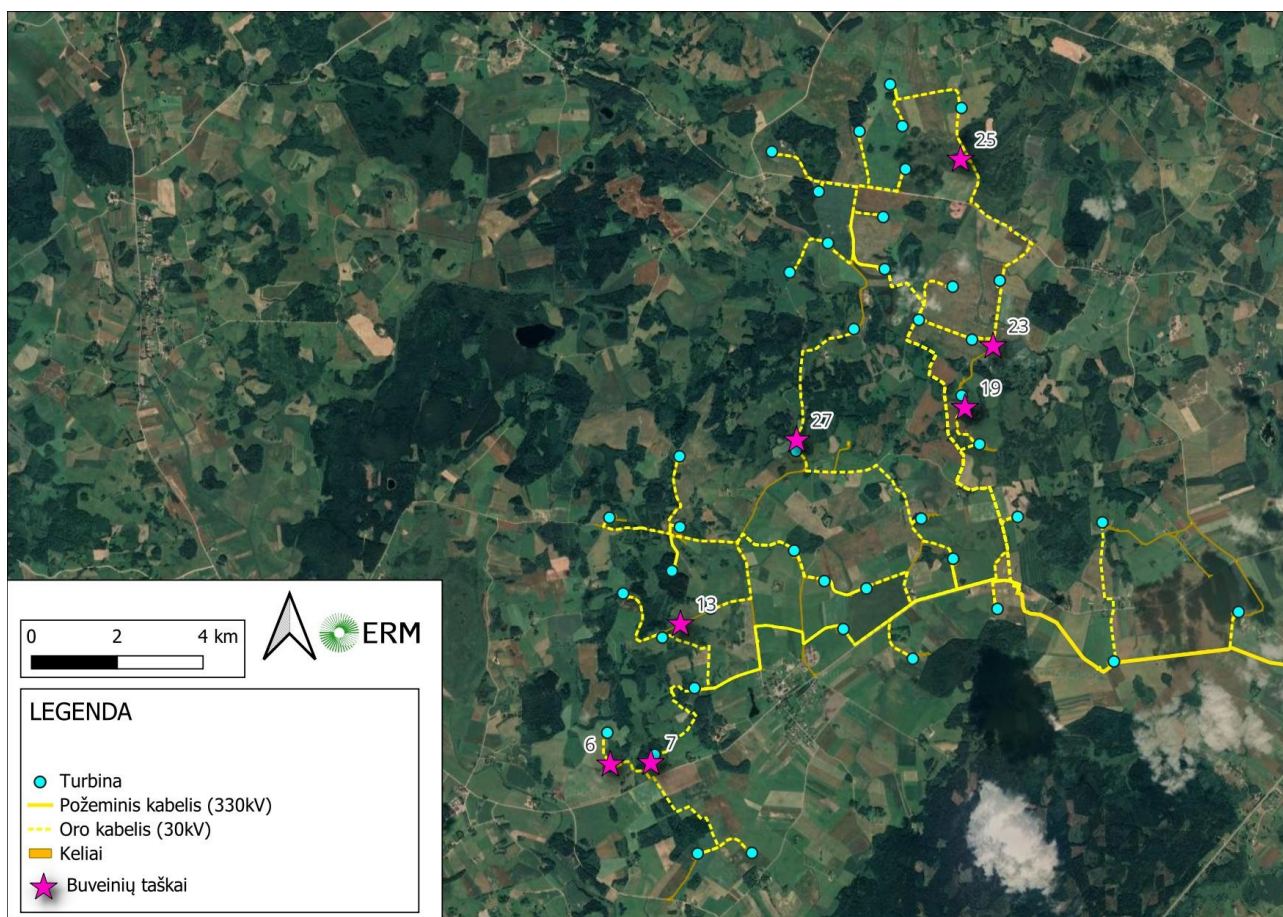 25
23
19
27
13
6
7
0 2 4 km
ERM
LEGENDA
Turbina
Požeminis kabelis (330kV)
Oro kabelis (30kV)
Keliai
Buveinių taškai